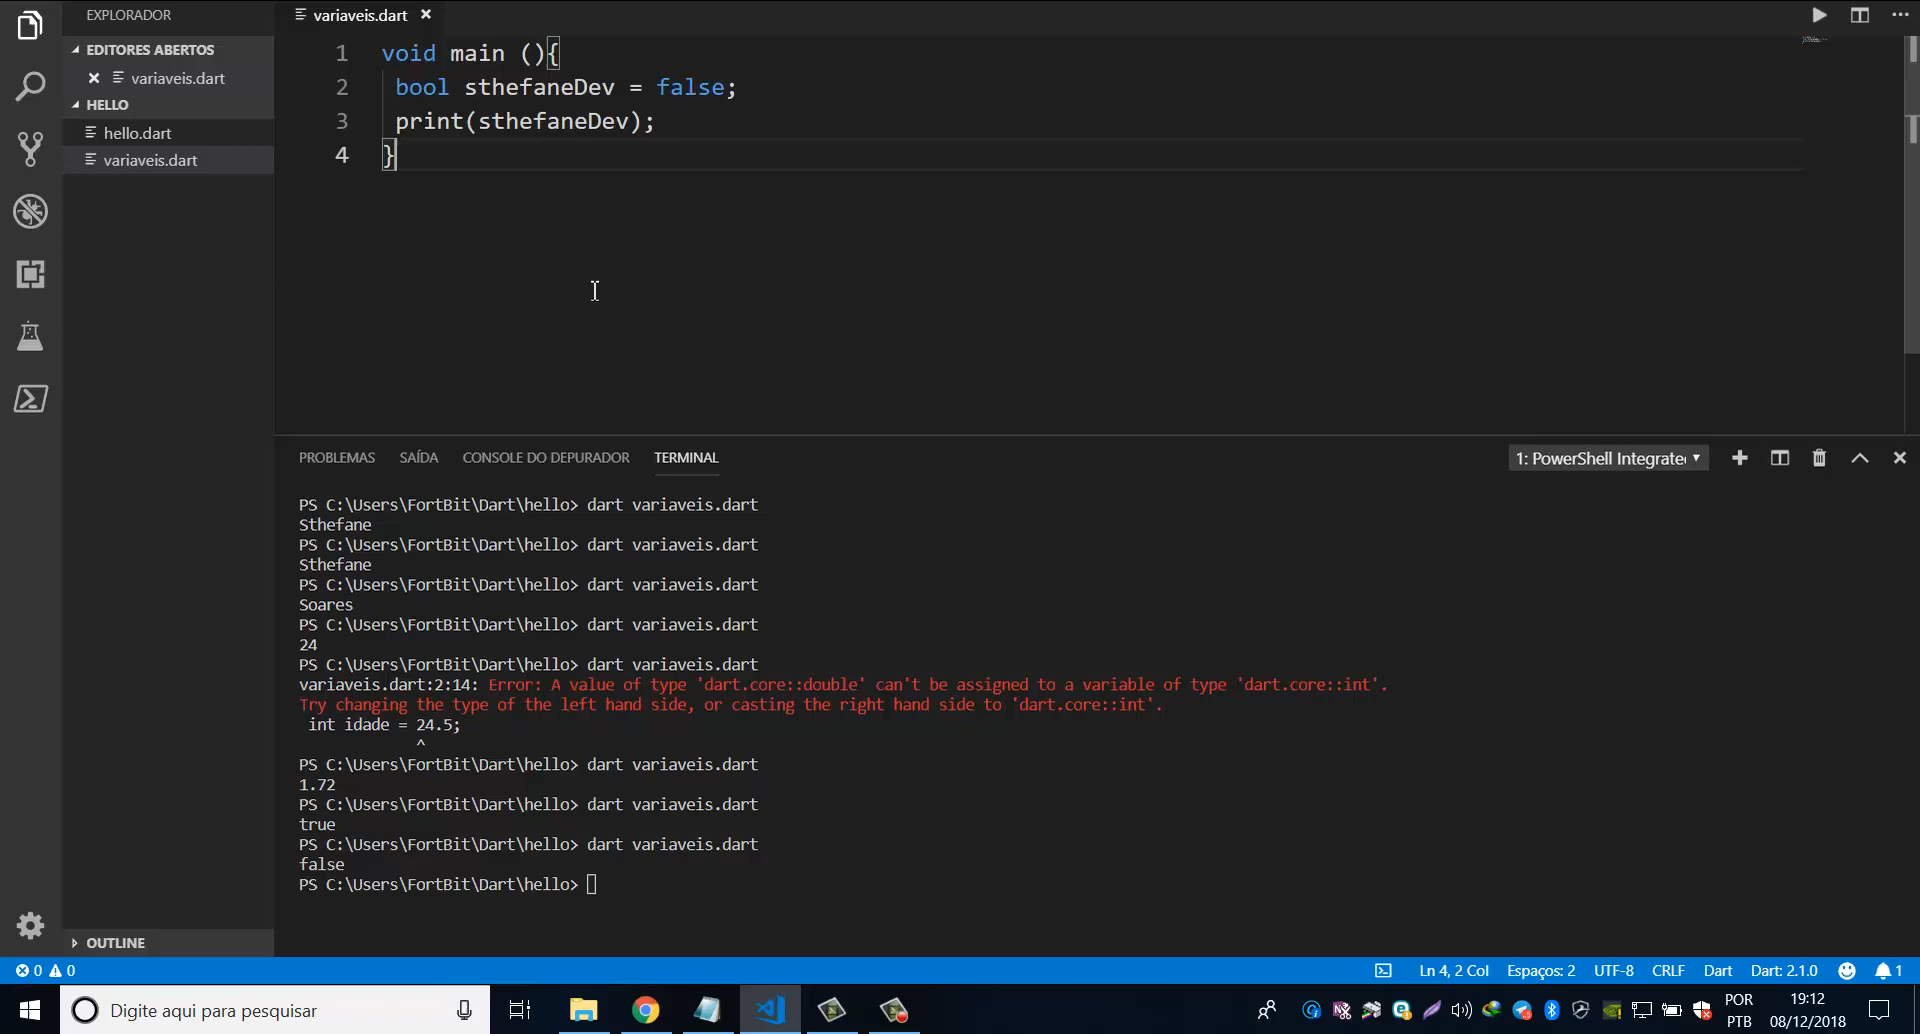 EXPLORADOR
EDITORES ABERTOS
variaveis.dart
HELLO
hello.dart
variaveis.dart
OUTLINE
variaveis.dart
1 void main (){
2 bool sthefaneDev = false;
3 print(sthefaneDev);
4 }
PROBLEMAS SAÍDA CONSOLE DO DEPURADOR TERMINAL
1: PowerShell Integrate
PS C:\Users\FortBit\Dart\hello> dart variaveis.dart
Sthefane
PS C:\Users\FortBit\Dart\hello> dart variaveis.dart
Sthefane
PS C:\Users\FortBit\Dart\hello> dart variaveis.dart
Soares
PS C:\Users\FortBit\Dart\hello> dart variaveis.dart
24
PS C:\Users\FortBit\Dart\hello> dart variaveis.dart
variaveis.dart:2:14: Error: A value of type 'dart.core::double' can't be assigned to a variable of type 'dart.core::int'.
Try changing the type of the left hand side, or casting the right hand side to 'dart.core::int'.
int idade = 24.5;
^
PS C:\Users\FortBit\Dart\hello> dart variaveis.dart
1.72
PS C:\Users\FortBit\Dart\hello> dart variaveis.dart
true
PS C:\Users\FortBit\Dart\hello> dart variaveis.dart
false
PS C:\Users\FortBit\Dart\hello>
0 0 Ln 4, 2 Col Espaços: 2 UTF-8 CRLF Dart Dart: 2.1.0 1
Digite aqui para pesquisar
POR 19:12
PTB 08/12/2018